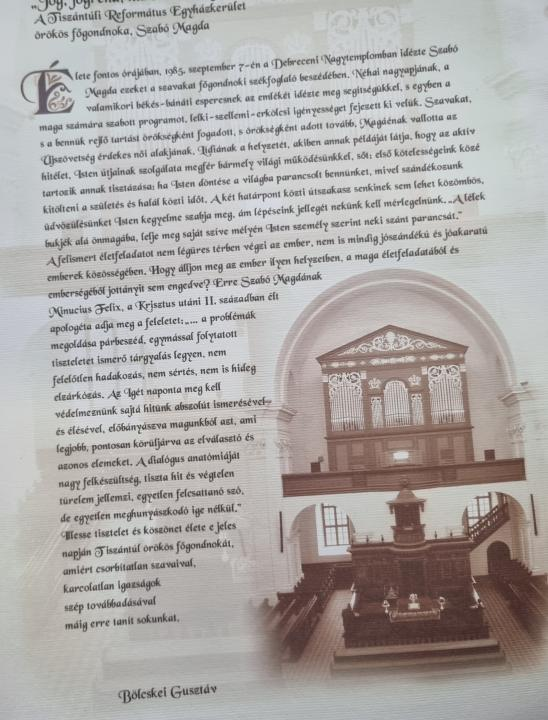 A Tiszántúli Református Egyházkerület
örökös főgondnoka, Szabó Magda
Élete fontos órájában, 1985. szeptember 7-én a Debreceni Nagytemplomban idézte Szabó
Magda ezeket a szavakat főgondnoki székfoglaló beszédében. Néhai nagyapjának, a
valamikori békés-bánáti esperesnek az emlékét idézte meg segítségükkel, s egyben a
maga számára szabott programot, lelki-szellemi-erkölcsi igényességet fejezett ki velük. Szavakat,
s a bennük rejlő tartást örökségként fogadott, s örökségként adott tovább. Magdának vallotta az
Újszövetség érdekes női alakjának, Lídiának a helyzetét, akiben annak példáját látja, hogy az aktív
hitélet, Isten útjainak szolgálata megfér bármely világi működésünkkel, sőt: első kötelességeink közé
tartozik annak tisztázása: ha Isten döntése a világba parancsolt bennünket, mivel szándékozunk
kitölteni a születés és halál közti időt. A két határpont közti útszakasz senkinek sem lehet közömbös,
üdvözülésünket Isten kegyelme szabja meg, ám lépéseink jellegét nekünk kell mérlegelnünk. „A lélek
bukjék alá önmagába, lelje meg saját szíve mélyén Isten személy szerint neki szánt parancsát.”
A felismert életfeladatot nem légüres térben végzi az ember, nem is mindig jószándékú és jóakaratú
emberek közösségében. Hogy álljon meg az ember ilyen helyzetben, a maga életfeladatából és
emberségéből jottányit sem engedve? Erre Szabó Magdának
Minucius Felix, a Krisztus utáni II. században élt
apologéta adja meg a feleletet: „... a problémák
megoldása párbeszéd, egymással folytatott
tiszteletet ismerő tárgyalás legyen, nem
felelőtlen hadakozás, nem sértés, nem is hideg
elzárkózás. Az Igét naponta meg kell
védelmeznünk saját hitünk abszolút ismerésével
és élésével, előbányászva magunkból azt, ami
legjobb, pontosan körüljárva az elválasztó és
azonos elemeket. A dialógus anatómiáját
nagy felkészültség, tiszta hit és végtelen
türelem jellemzi, egyetlen felcsattanó szó,
de egyetlen meghunyászkodó ige nélkül.”
Illesse tisztelet és köszönet élete e jeles
napján Tiszántúl örökös főgondnokát,
amiért csorbítatlan szavaival,
karcolatlan igazságok
szép továbbadásával
máig erre tanít sokunkat.
Bölcskei Gusztáv